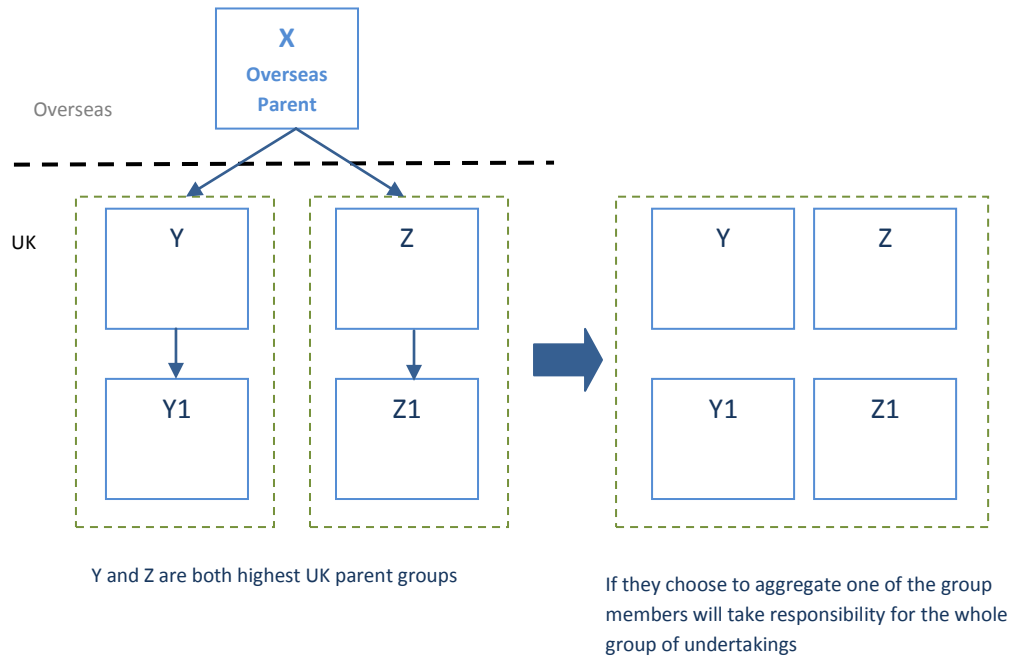 X
Overseas
Parent
Overseas
UK
Y
Z
Y
Z
Y1
Z1
Y1
Z1
Y and Z are both highest UK parent groups
If they choose to aggregate one of the group
members will take responsibility for the whole
group of undertakings